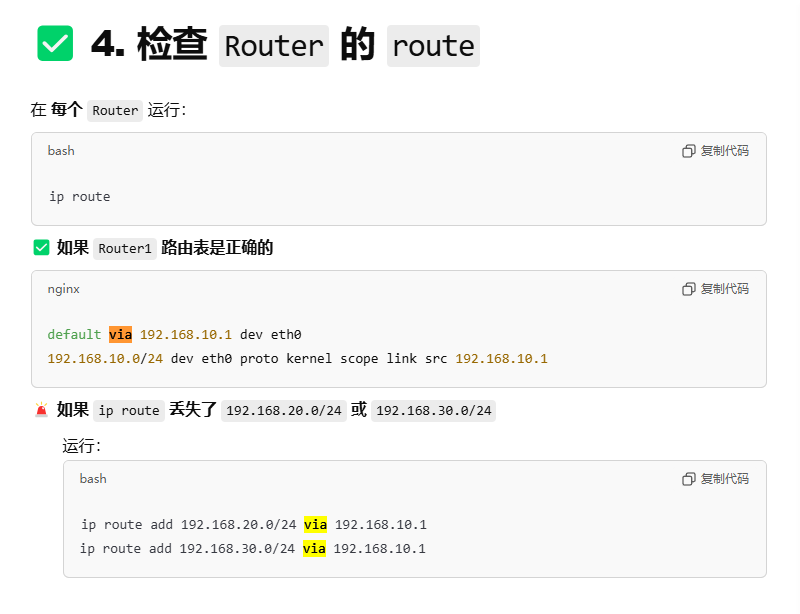 ✅ 4. 检查 Router 的 route
在 每个 Router 运行：
bash
复制代码
ip route
✅ 如果 Router1 路由表是正确的
nginx
复制代码
default via 192.168.10.1 dev eth0
192.168.10.0/24 dev eth0 proto kernel scope link src 192.168.10.1
🚨 如果 ip route 丢失了 192.168.20.0/24 或 192.168.30.0/24
运行：
bash
复制代码
ip route add 192.168.20.0/24 via 192.168.10.1
ip route add 192.168.30.0/24 via 192.168.10.1